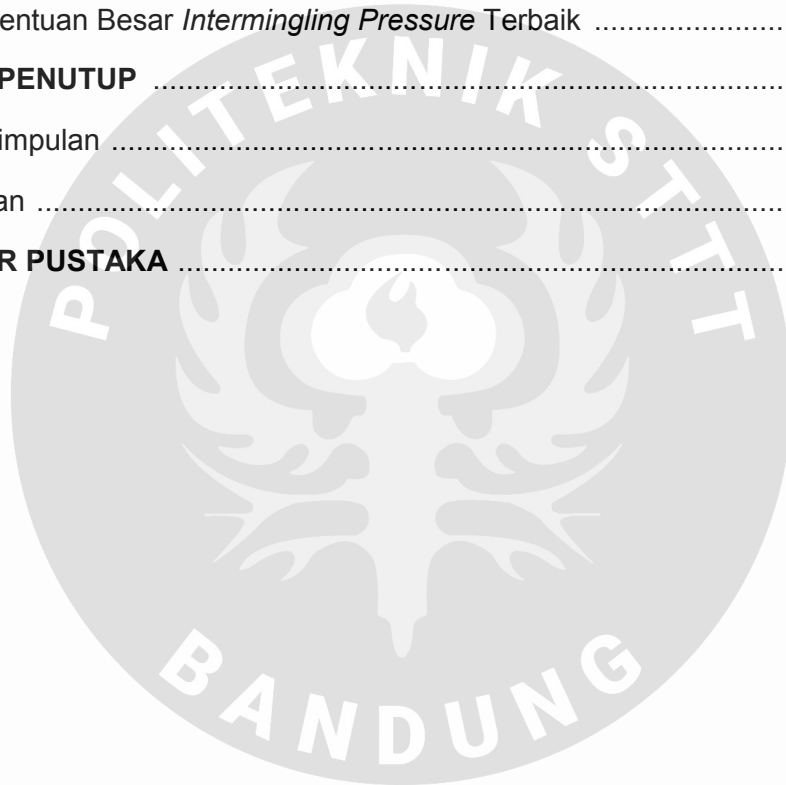 entuan Besar Intermingling Pressure Terbaik ........................
PENUTUP ..............................................................................
impulan ...................................................................................
an ............................................................................................
R PUSTAKA ...........................................................................
POLITEKNIK STTT
BANDUNG